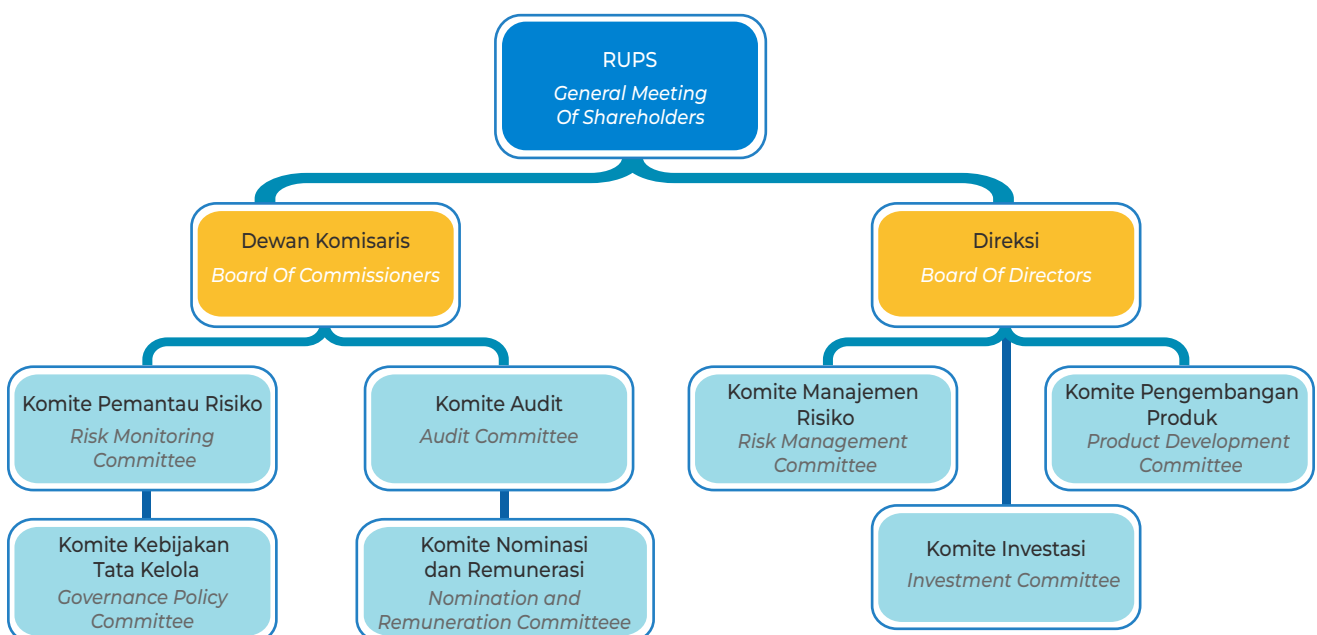 RUPS
General Meeting
Of Shareholders
Dewan Komisaris
Board Of Commissioners
Direksi
Board Of Directors
Komite Pemantau Risiko
Risk Monitoring
Committee
Komite Audit
Audit Committee
Komite Manajemen
Risiko
Risk Management
Committee
Komite Pengembangan
Produk
Product Development
Committee
Komite Kebijakan
Tata Kelola
Governance Policy
Committee
Komite Nominasi
dan Remunerasi
Nomination and
Remuneration Committeee
Komite Investasi
Investment Committee